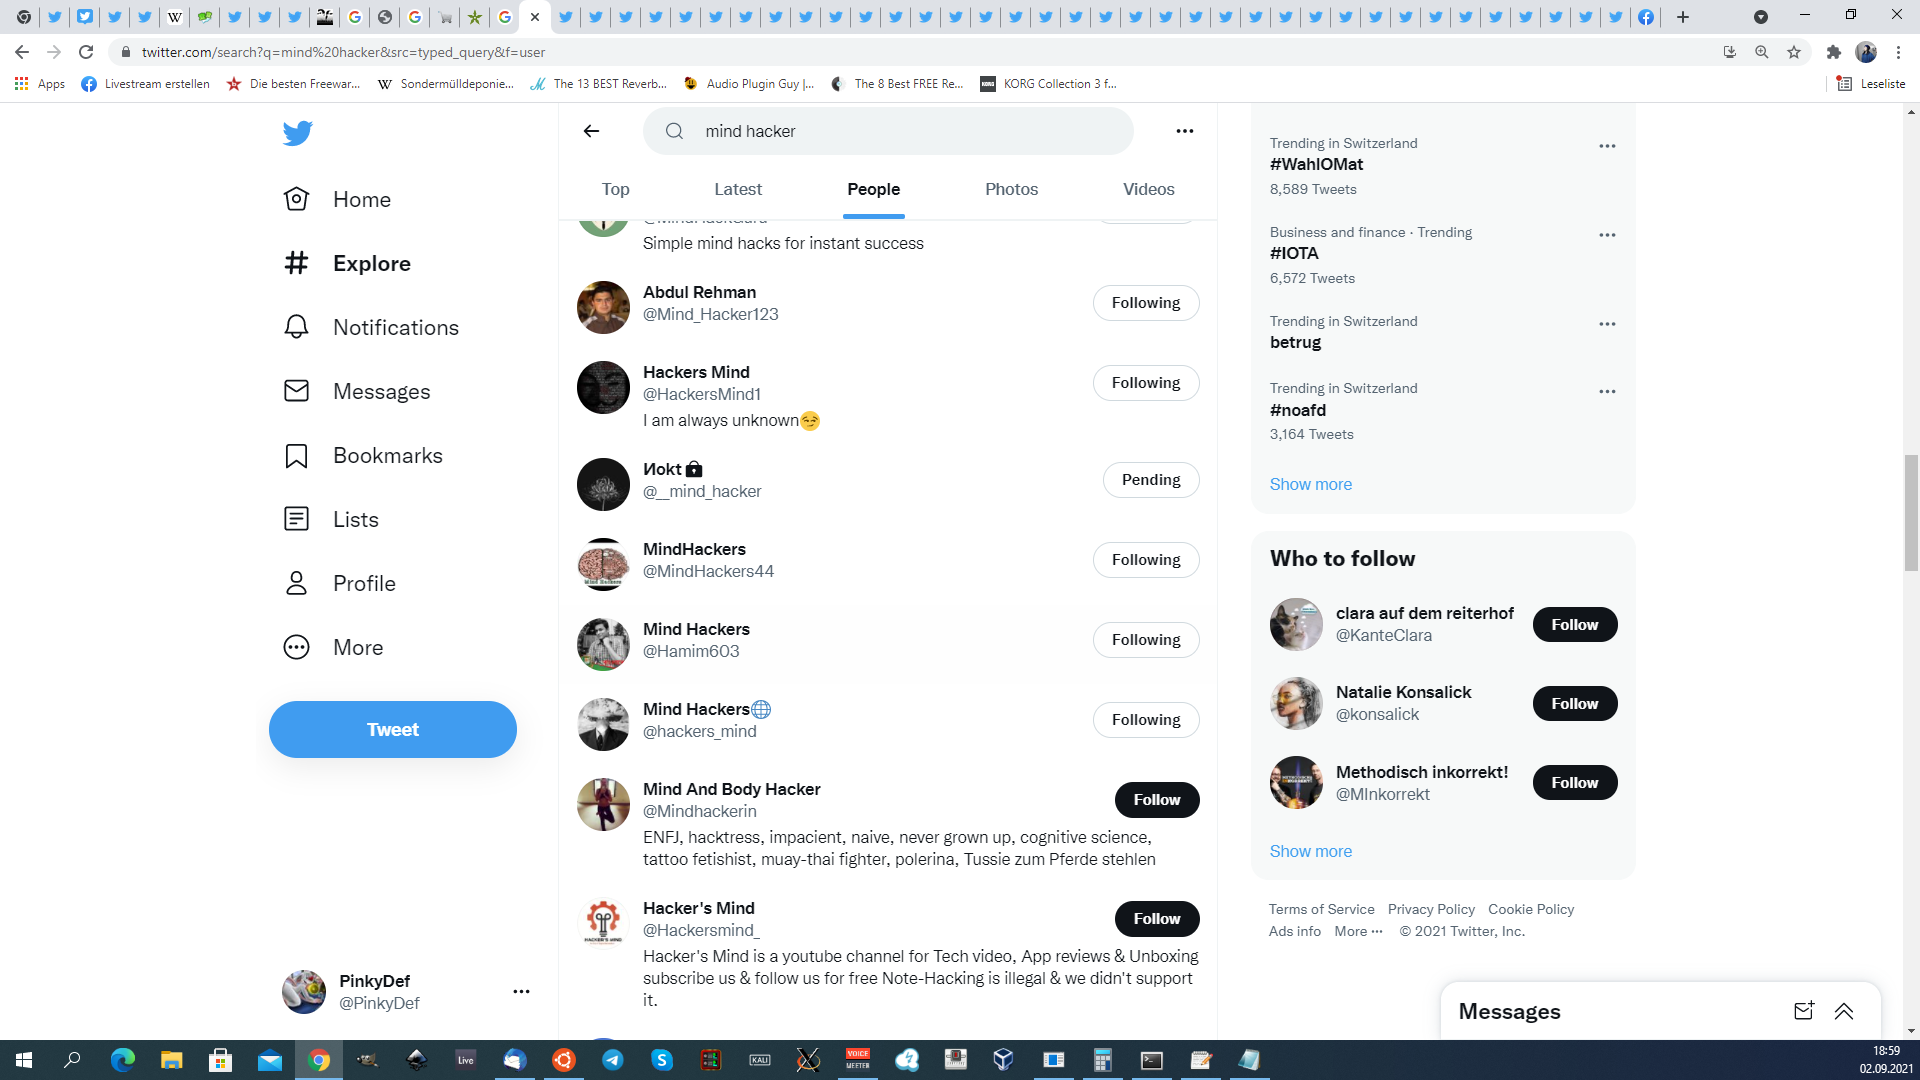 twitter.com/search?q=mind%20hacker&src=typed_query&f=user
Apps
Livestream erstellen
Die besten Freewar...
Sondermülldeponie...
The 13 BEST Reverb...
Audio Plugin Guy |...
The 8 Best FREE Re...
KORG Collection 3 f...
Leseliste
Home
Explore
Notifications
Messages
Bookmarks
Lists
Profile
More
Tweet
PinkyDef
@PinkyDef
mind hacker
Top
Latest
People
Photos
Videos
Simple mind hacks for instant success
Abdul Rehman
@Mind_Hacker123
Following
Hackers Mind
@HackersMind1
Following
I am always unknown😏
Иokt
@__mind_hacker
Pending
MindHackers
@MindHackers44
Following
Mind Hackers
@Hamim603
Following
Mind Hackers🌐
@hackers_mind
Following
Mind And Body Hacker
@Mindhackerin
Follow
ENFJ, hacktress, impacient, naive, never grown up, cognitive science,
tattoo fetishist, muay-thai fighter, polerina, Tussie zum Pferde stehlen
Hacker's Mind
@Hackersmind_
Follow
Hacker's Mind is a youtube channel for Tech video, App reviews & Unboxing
subscribe us & follow us for free Note-Hacking is illegal & we didn't support
it.
Trending in Switzerland
#WahlOMat
8,589 Tweets
Business and finance · Trending
#IOTA
6,572 Tweets
Trending in Switzerland
betrug
Trending in Switzerland
#noafd
3,164 Tweets
Show more
Who to follow
clara auf dem reiterhof
@KanteClara
Follow
Natalie Konsalick
@konsalick
Follow
Methodisch inkorrekt!
@MInkorrekt
Follow
Show more
Terms of Service Privacy Policy Cookie Policy
Ads info More ··· © 2021 Twitter, Inc.
Messages
Live
KALI
VOICE
MEETER
18:59
02.09.2021